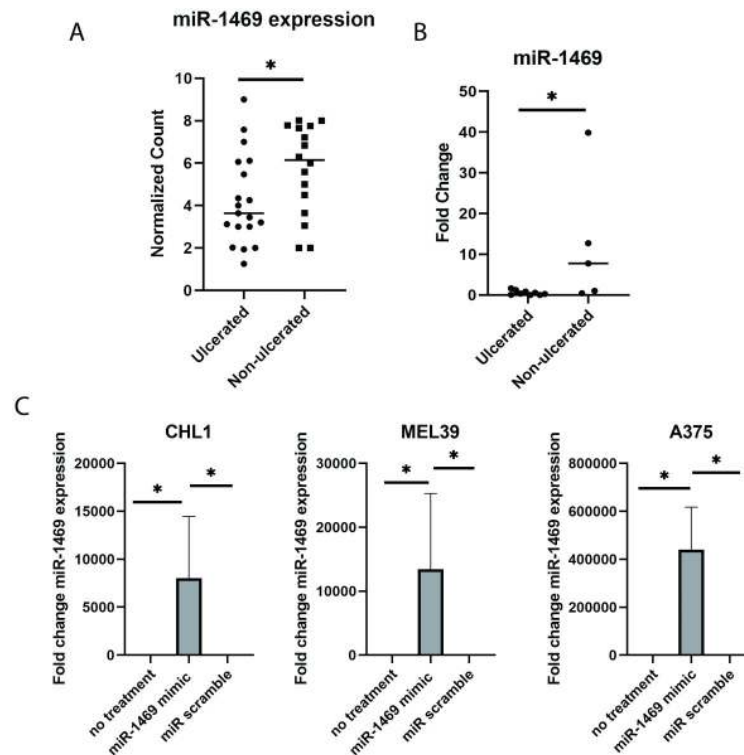 A
miR-1469 expression
*
Normalized Count
10
8
6
4
2
0
Ulcerated
Non-ulcerated
B
miR-1469
*
Fold Change
50
40
30
20
10
0
Ulcerated
Non-ulcerated
C
CHL1
* *
Fold change miR-1469 expression
20000
15000
10000
5000
0
no treatment
miR-1469 mimic
miR scramble
MEL39
* *
Fold change miR-1469 expression
30000
20000
10000
0
no treatment
miR-1469 mimic
miR scramble
A375
* *
Fold change miR-1469 expression
800000
600000
400000
200000
0
no treatment
miR-1469 mimic
miR scramble